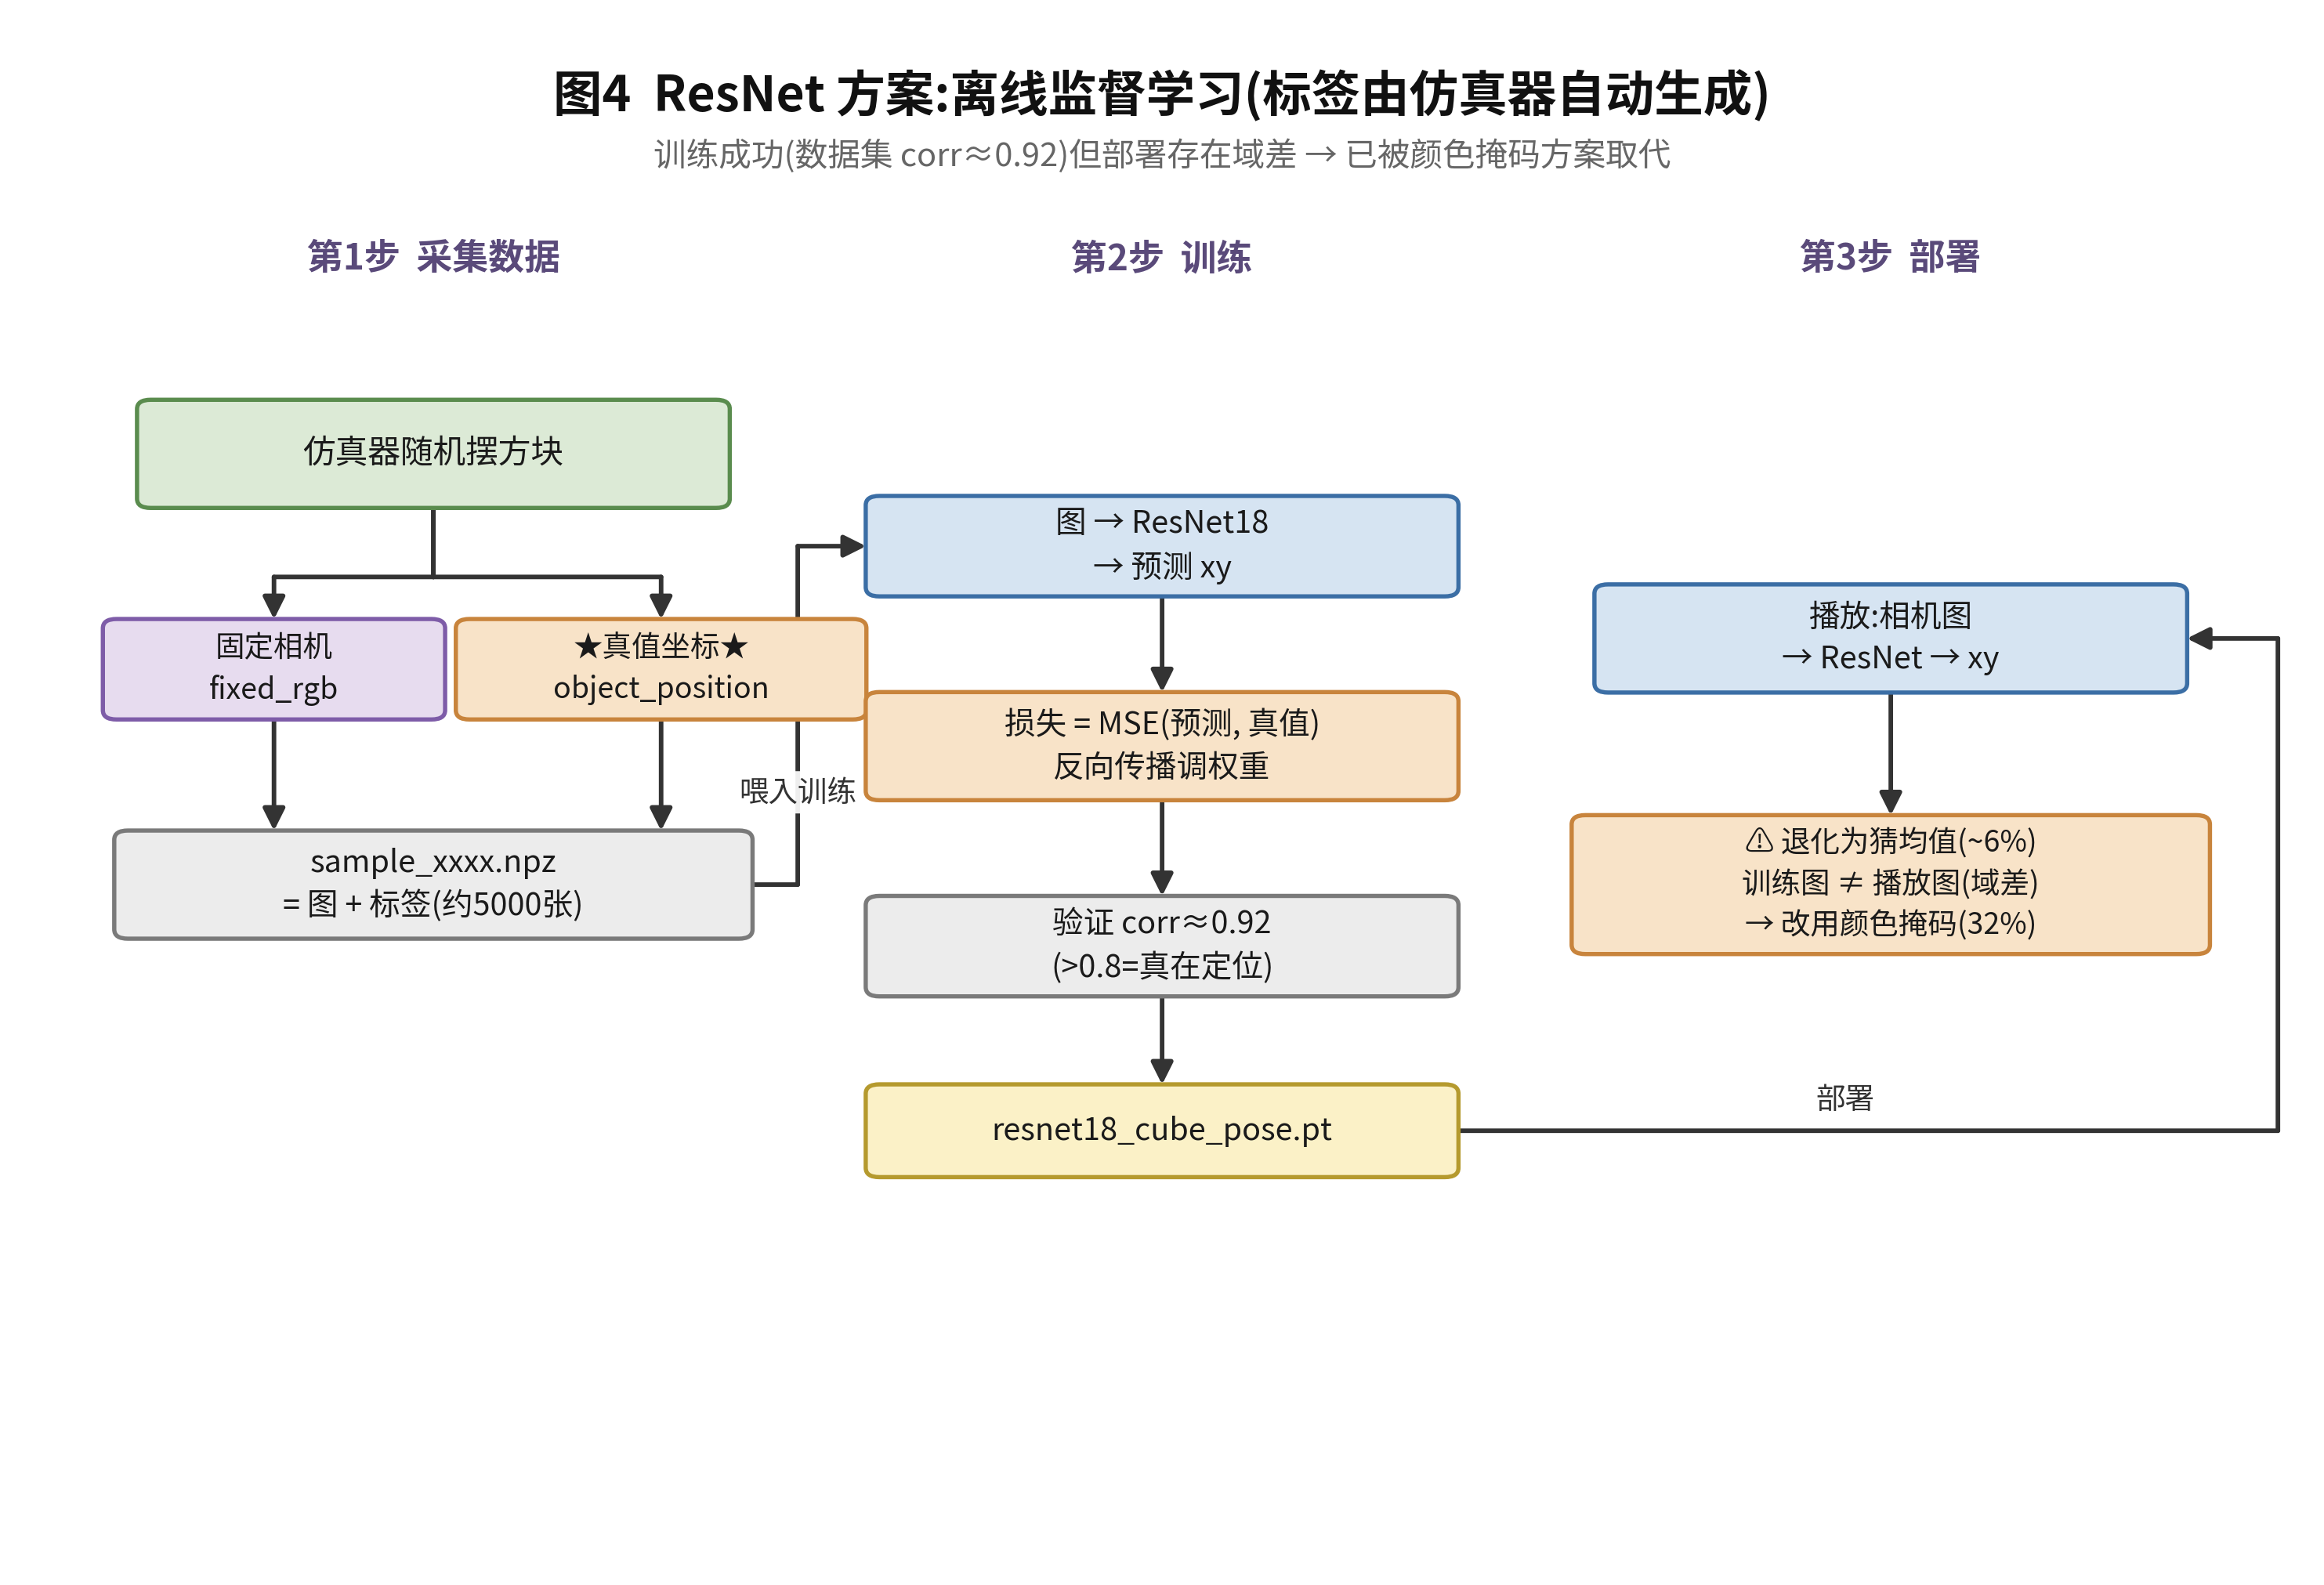 图4 ResNet 方案:离线监督学习(标签由仿真器自动生成)
训练成功(数据集 corr≈0.92)但部署存在域差 → 已被颜色掩码方案取代
第1步 采集数据
仿真器随机摆方块
固定相机
fixed_rgb
★真值坐标★
object_position
喂入训练
sample_xxxx.npz
= 图 + 标签(约5000张)
第2步 训练
图 → ResNet18
→ 预测 xy
损失 = MSE(预测, 真值)
反向传播调权重
验证 corr≈0.92
(>0.8=真在定位)
resnet18_cube_pose.pt
部署
第3步 部署
播放:相机图
→ ResNet → xy
⚠ 退化为猜均值(~6%)
训练图 ≠ 播放图(域差)
→ 改用颜色掩码(32%)